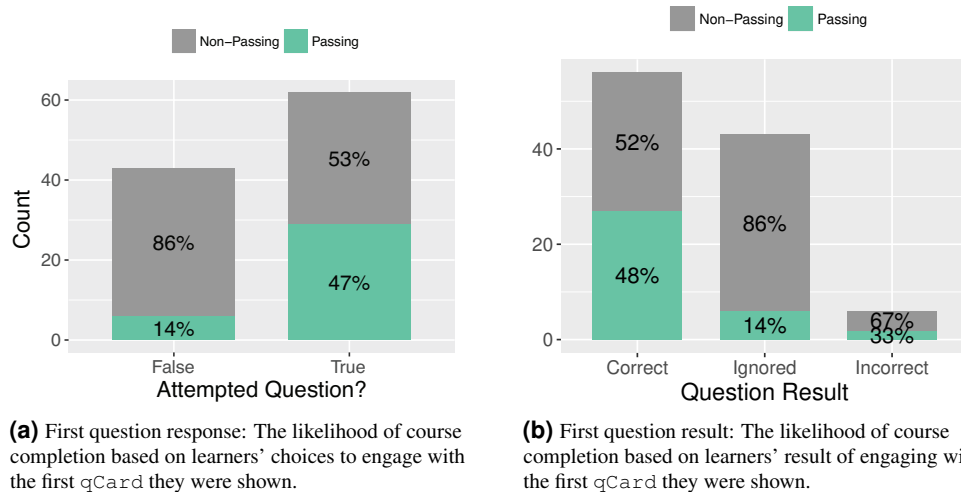 Non−Passing Passing
60
40
20
0
Count
53%
86%
47%
14%
False True
Attempted Question?
(a) First question response: The likelihood of course
completion based on learners' choices to engage with
the first qCard they were shown.
Non−Passing Passing
40
20
0
52%
86%
48%
14%
67%
33%
Correct Ignored Incorrect
Question Result
(b) First question result: The likelihood of course
completion based on learners' result of engaging wi
the first qCard they were shown.